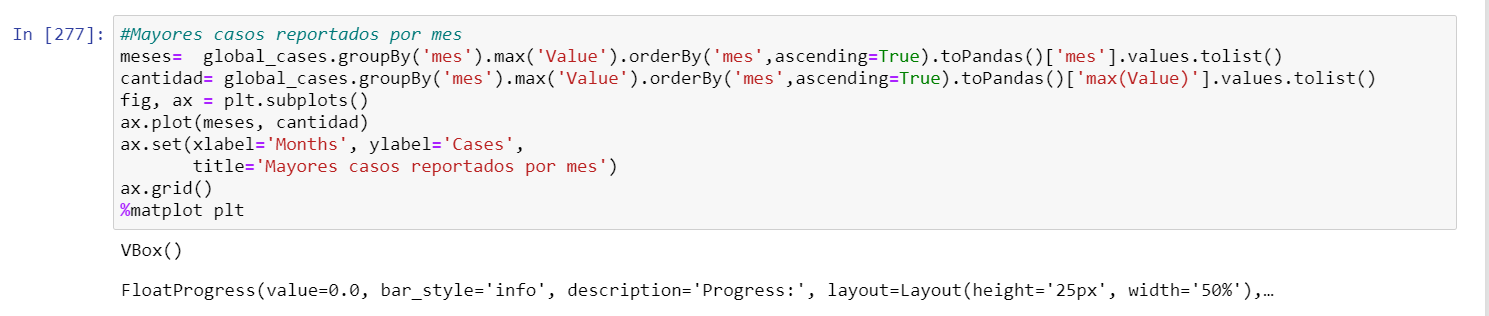 In [277]: #Mayores casos reportados por mes
meses=  global_cases.groupBy('mes').max('Value').orderBy('mes',ascending=True).toPandas()['mes'].values.tolist()
cantidad= global_cases.groupBy('mes').max('Value').orderBy('mes',ascending=True).toPandas()['max(Value)'].values.tolist()
fig, ax = plt.subplots()
ax.plot(meses, cantidad)
ax.set(xlabel='Months', ylabel='Cases',
       title='Mayores casos reportados por mes')
ax.grid()
%matplot plt
VBox()
FloatProgress(value=0.0, bar_style='info', description='Progress:', layout=Layout(height='25px', width='50%'),…